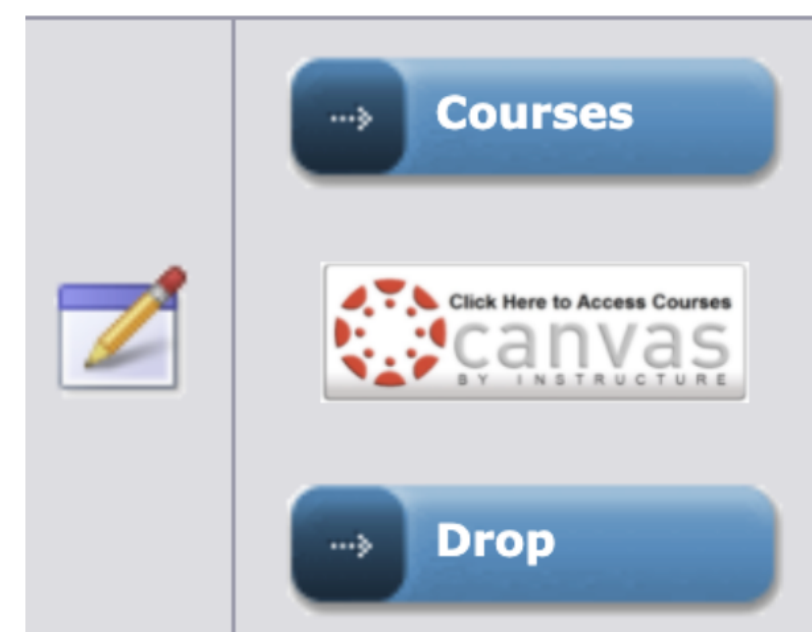 Courses
Click Here to Access Courses
canvas
BY INSTRUCTURE
Drop